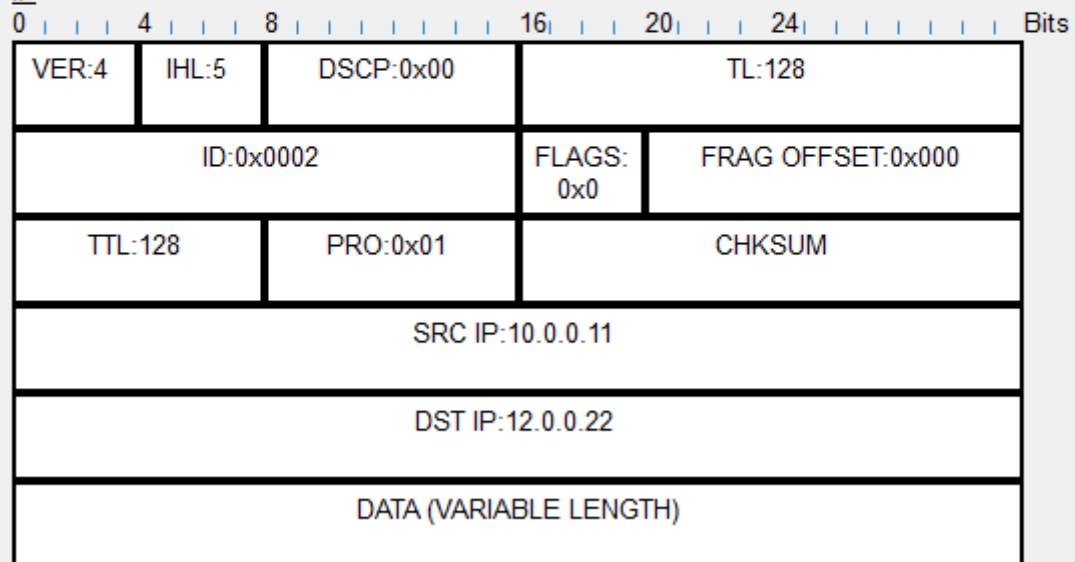 0 4 8 16 20 24 Bits
VER:4 IHL:5 DSCP:0x00 TL:128
ID:0x0002 FLAGS: FRAG OFFSET:0x000
0x0
TTL:128 PRO:0x01 CHKSUM
SRC IP:10.0.0.11
DST IP:12.0.0.22
DATA (VARIABLE LENGTH)